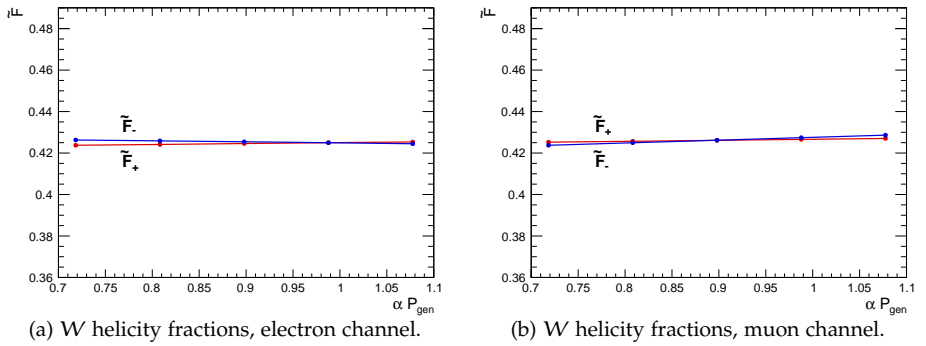 F̃
0.48
0.46
0.44
0.42
0.4
0.38
0.36
F̃-
F̃+
0.7 0.75 0.8 0.85 0.9 0.95 1 1.05 1.1
α Pgen
(a) W helicity fractions, electron channel.
F̃
0.48
0.46
0.44
0.42
0.4
0.38
0.36
F̃+
F̃-
0.7 0.75 0.8 0.85 0.9 0.95 1 1.05 1.1
α Pgen
(b) W helicity fractions, muon channel.